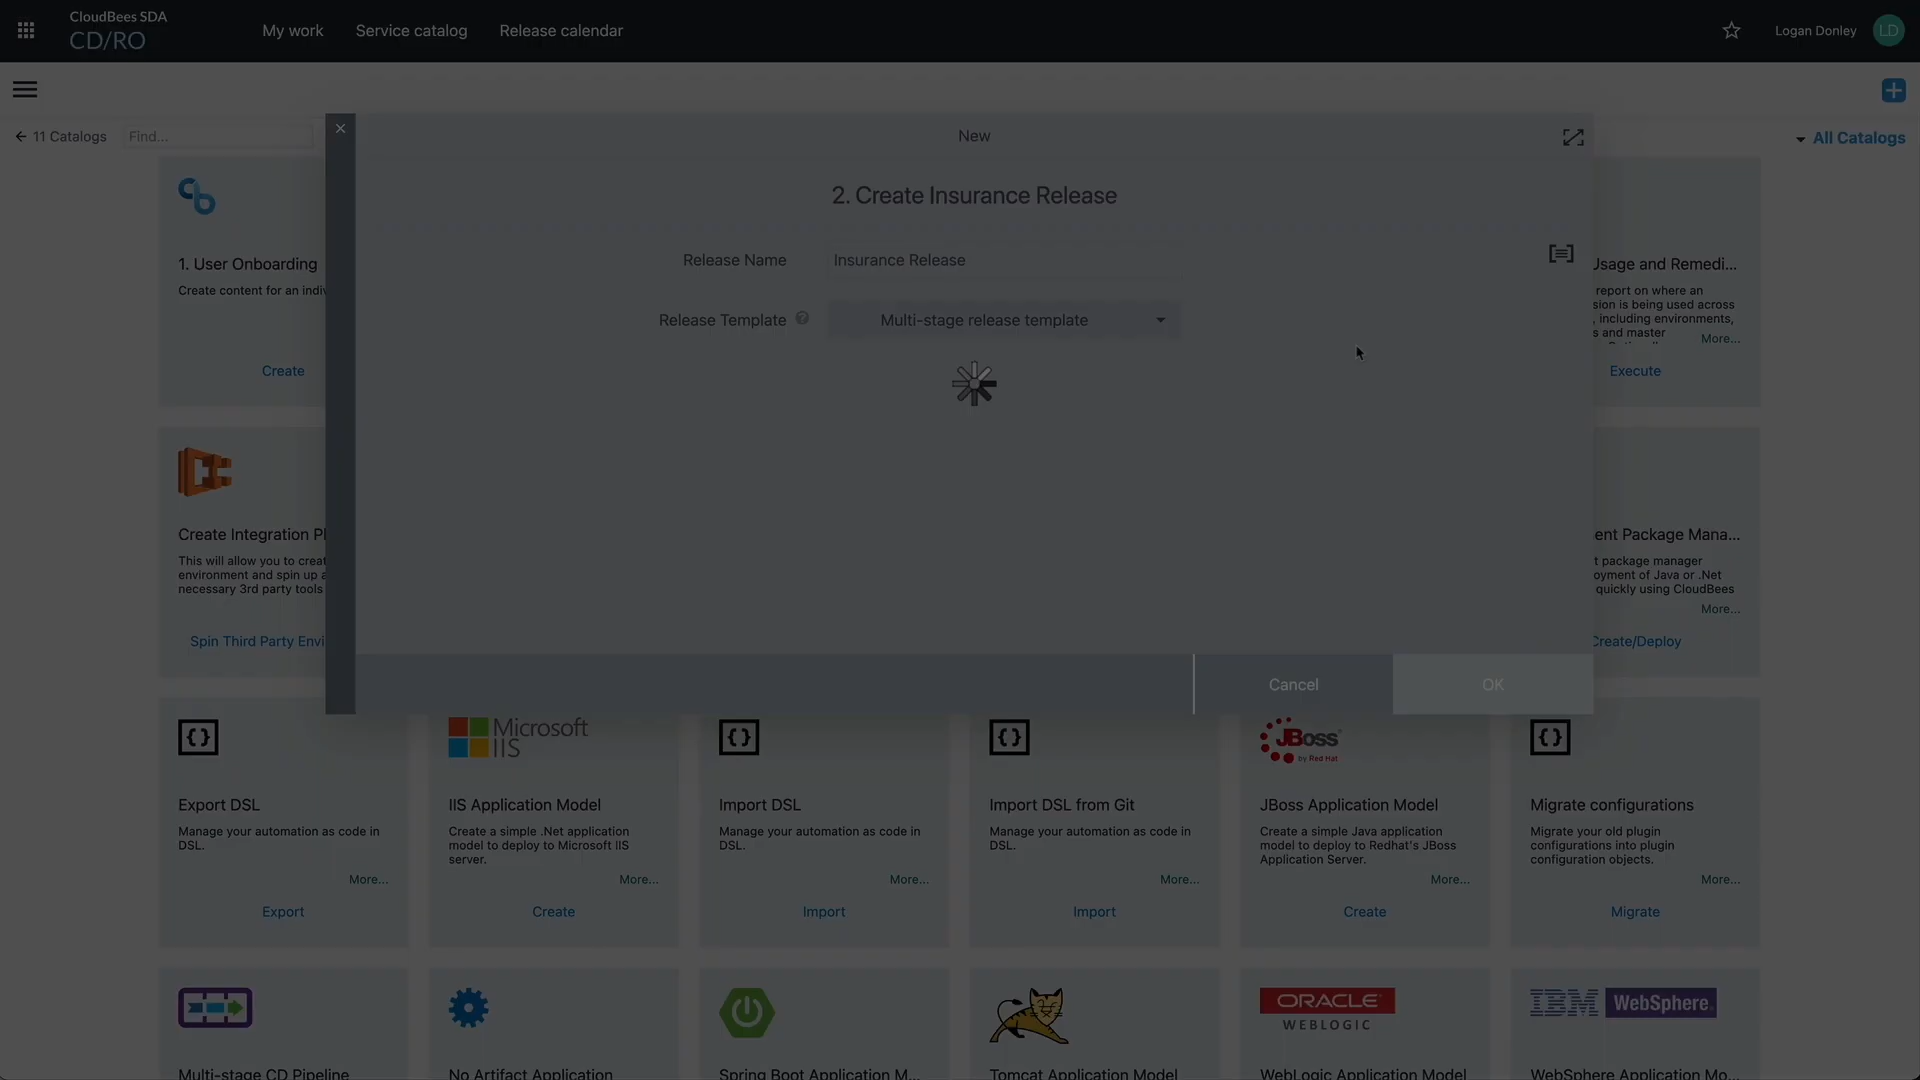 CloudBees SDA
CD/RO
My work
Service catalog
Release calendar
Logan Donley
LD
11 Catalogs
Find...
All Catalogs
New
2. Create Insurance Release
Release Name
Insurance Release
Release Template
Multi-stage release template
Cancel
OK
1. User Onboarding
Create content for an indiv
Create
Usage and Remedi...
report on where an
sion is being used across
, including environments,
s and master
More...
Execute
Create Integration Pl
This will allow you to creat
environment and spin up a
necessary 3rd party tools
Spin Third Party Envi
ent Package Mana...
t package manager
oyment of Java or .Net
quickly using CloudBees
More...
Create/Deploy
Export DSL
Manage your automation as code in
DSL.
More...
Export
Microsoft
IIS
IIS Application Model
Create a simple .Net application
model to deploy to Microsoft IIS
server.
More...
Create
Import DSL
Manage your automation as code in
DSL.
More...
Import
Import DSL from Git
Manage your automation as code in
DSL.
More...
Import
JBoss
by Red Hat
JBoss Application Model
Create a simple Java application
model to deploy to Redhat's JBoss
Application Server.
More...
Create
Migrate configurations
Migrate your old plugin
configurations into plugin
configuration objects.
More...
Migrate
Multi-stage CD Pipeline
No Artifact Application
Spring Boot Application M...
Tomcat Application Model
ORACLE
WEBLOGIC
WebLogic Application Model
IBM WebSphere
WebSphere Application Mo...